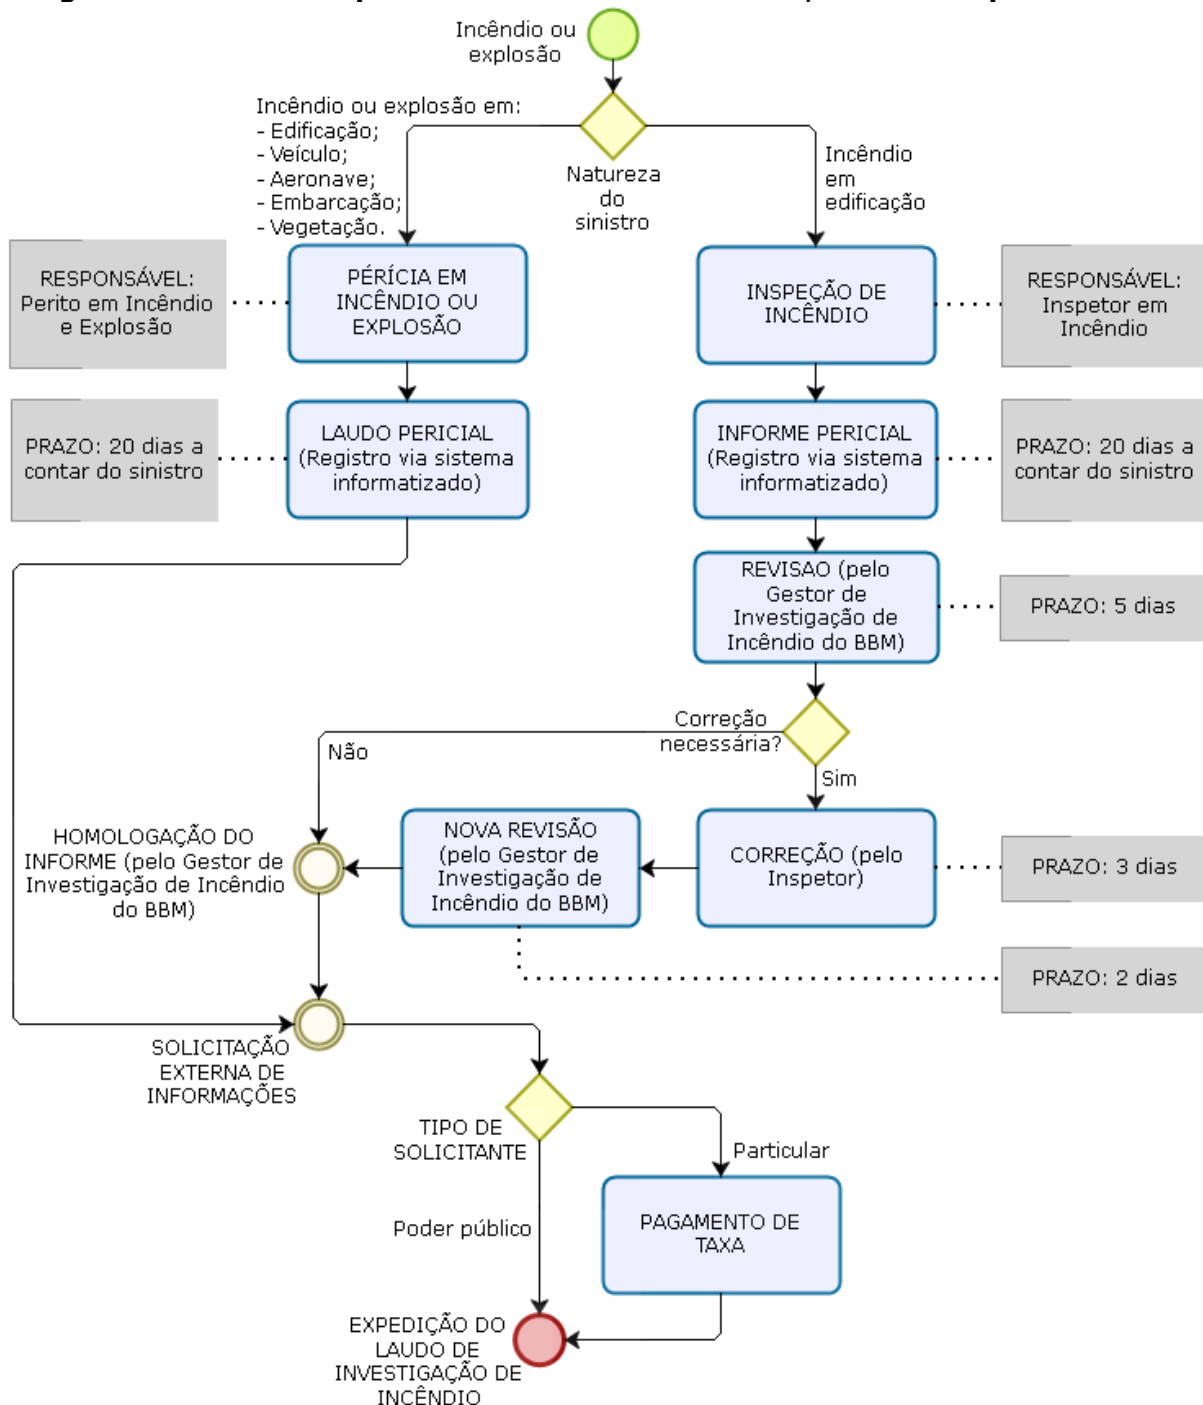 Incêndio ou
explosão
Incêndio ou explosão em:
- Edificação;
- Veículo;
- Aeronave;
- Embarcação;
- Vegetação.
Natureza
do
sinistro
Incêndio
em
edificação
RESPONSÁVEL:
Perito em Incêndio
e Explosão
PÉRÍCIA EM
INCÊNDIO OU
EXPLOSÃO
INSPEÇÃO DE
INCÊNDIO
RESPONSÁVEL:
Inspetor em
Incêndio
PRAZO: 20 dias a
contar do sinistro
LAUDO PERICIAL
(Registro via sistema
informatizado)
INFORME PERICIAL
(Registro via sistema
informatizado)
PRAZO: 20 dias a
contar do sinistro
REVISAO (pelo
Gestor de
Investigação de
Incêndio do BBM)
PRAZO: 5 dias
Correção
necessária?
Não
Sim
HOMOLOGAÇÃO DO
INFORME (pelo Gestor de
Investigação de Incêndio
do BBM)
NOVA REVISÃO
(pelo Gestor de
Investigação de
Incêndio do BBM)
CORREÇÃO (pelo
Inspetor)
PRAZO: 3 dias
PRAZO: 2 dias
SOLICITAÇÃO
EXTERNA DE
INFORMAÇÕES
TIPO DE
SOLICITANTE
Particular
Poder público
PAGAMENTO DE
TAXA
EXPEDIÇÃO DO
LAUDO DE
INVESTIGAÇÃO DE
INCÊNDIO